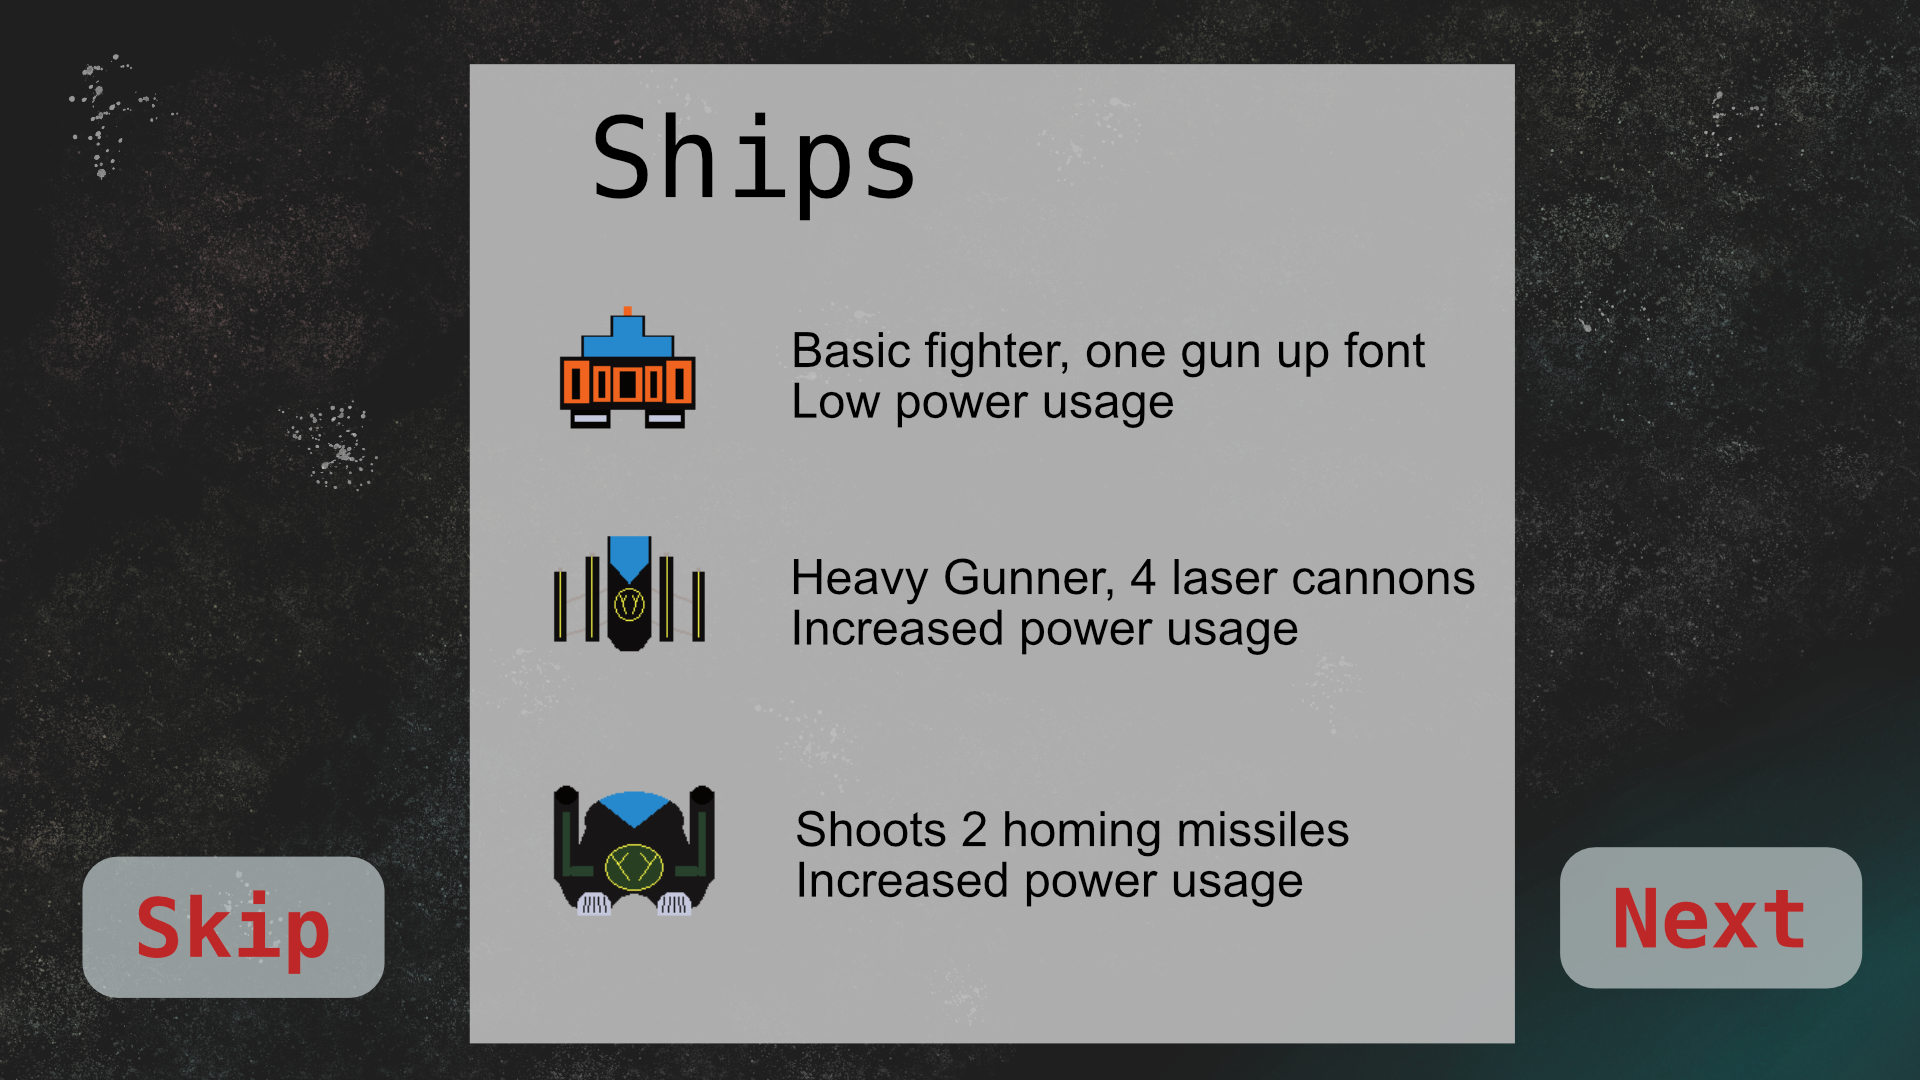 Ships
Basic fighter, one gun up font
Low power usage
Heavy Gunner, 4 laser cannons
Increased power usage
Shoots 2 homing missiles
Increased power usage
Skip
Next